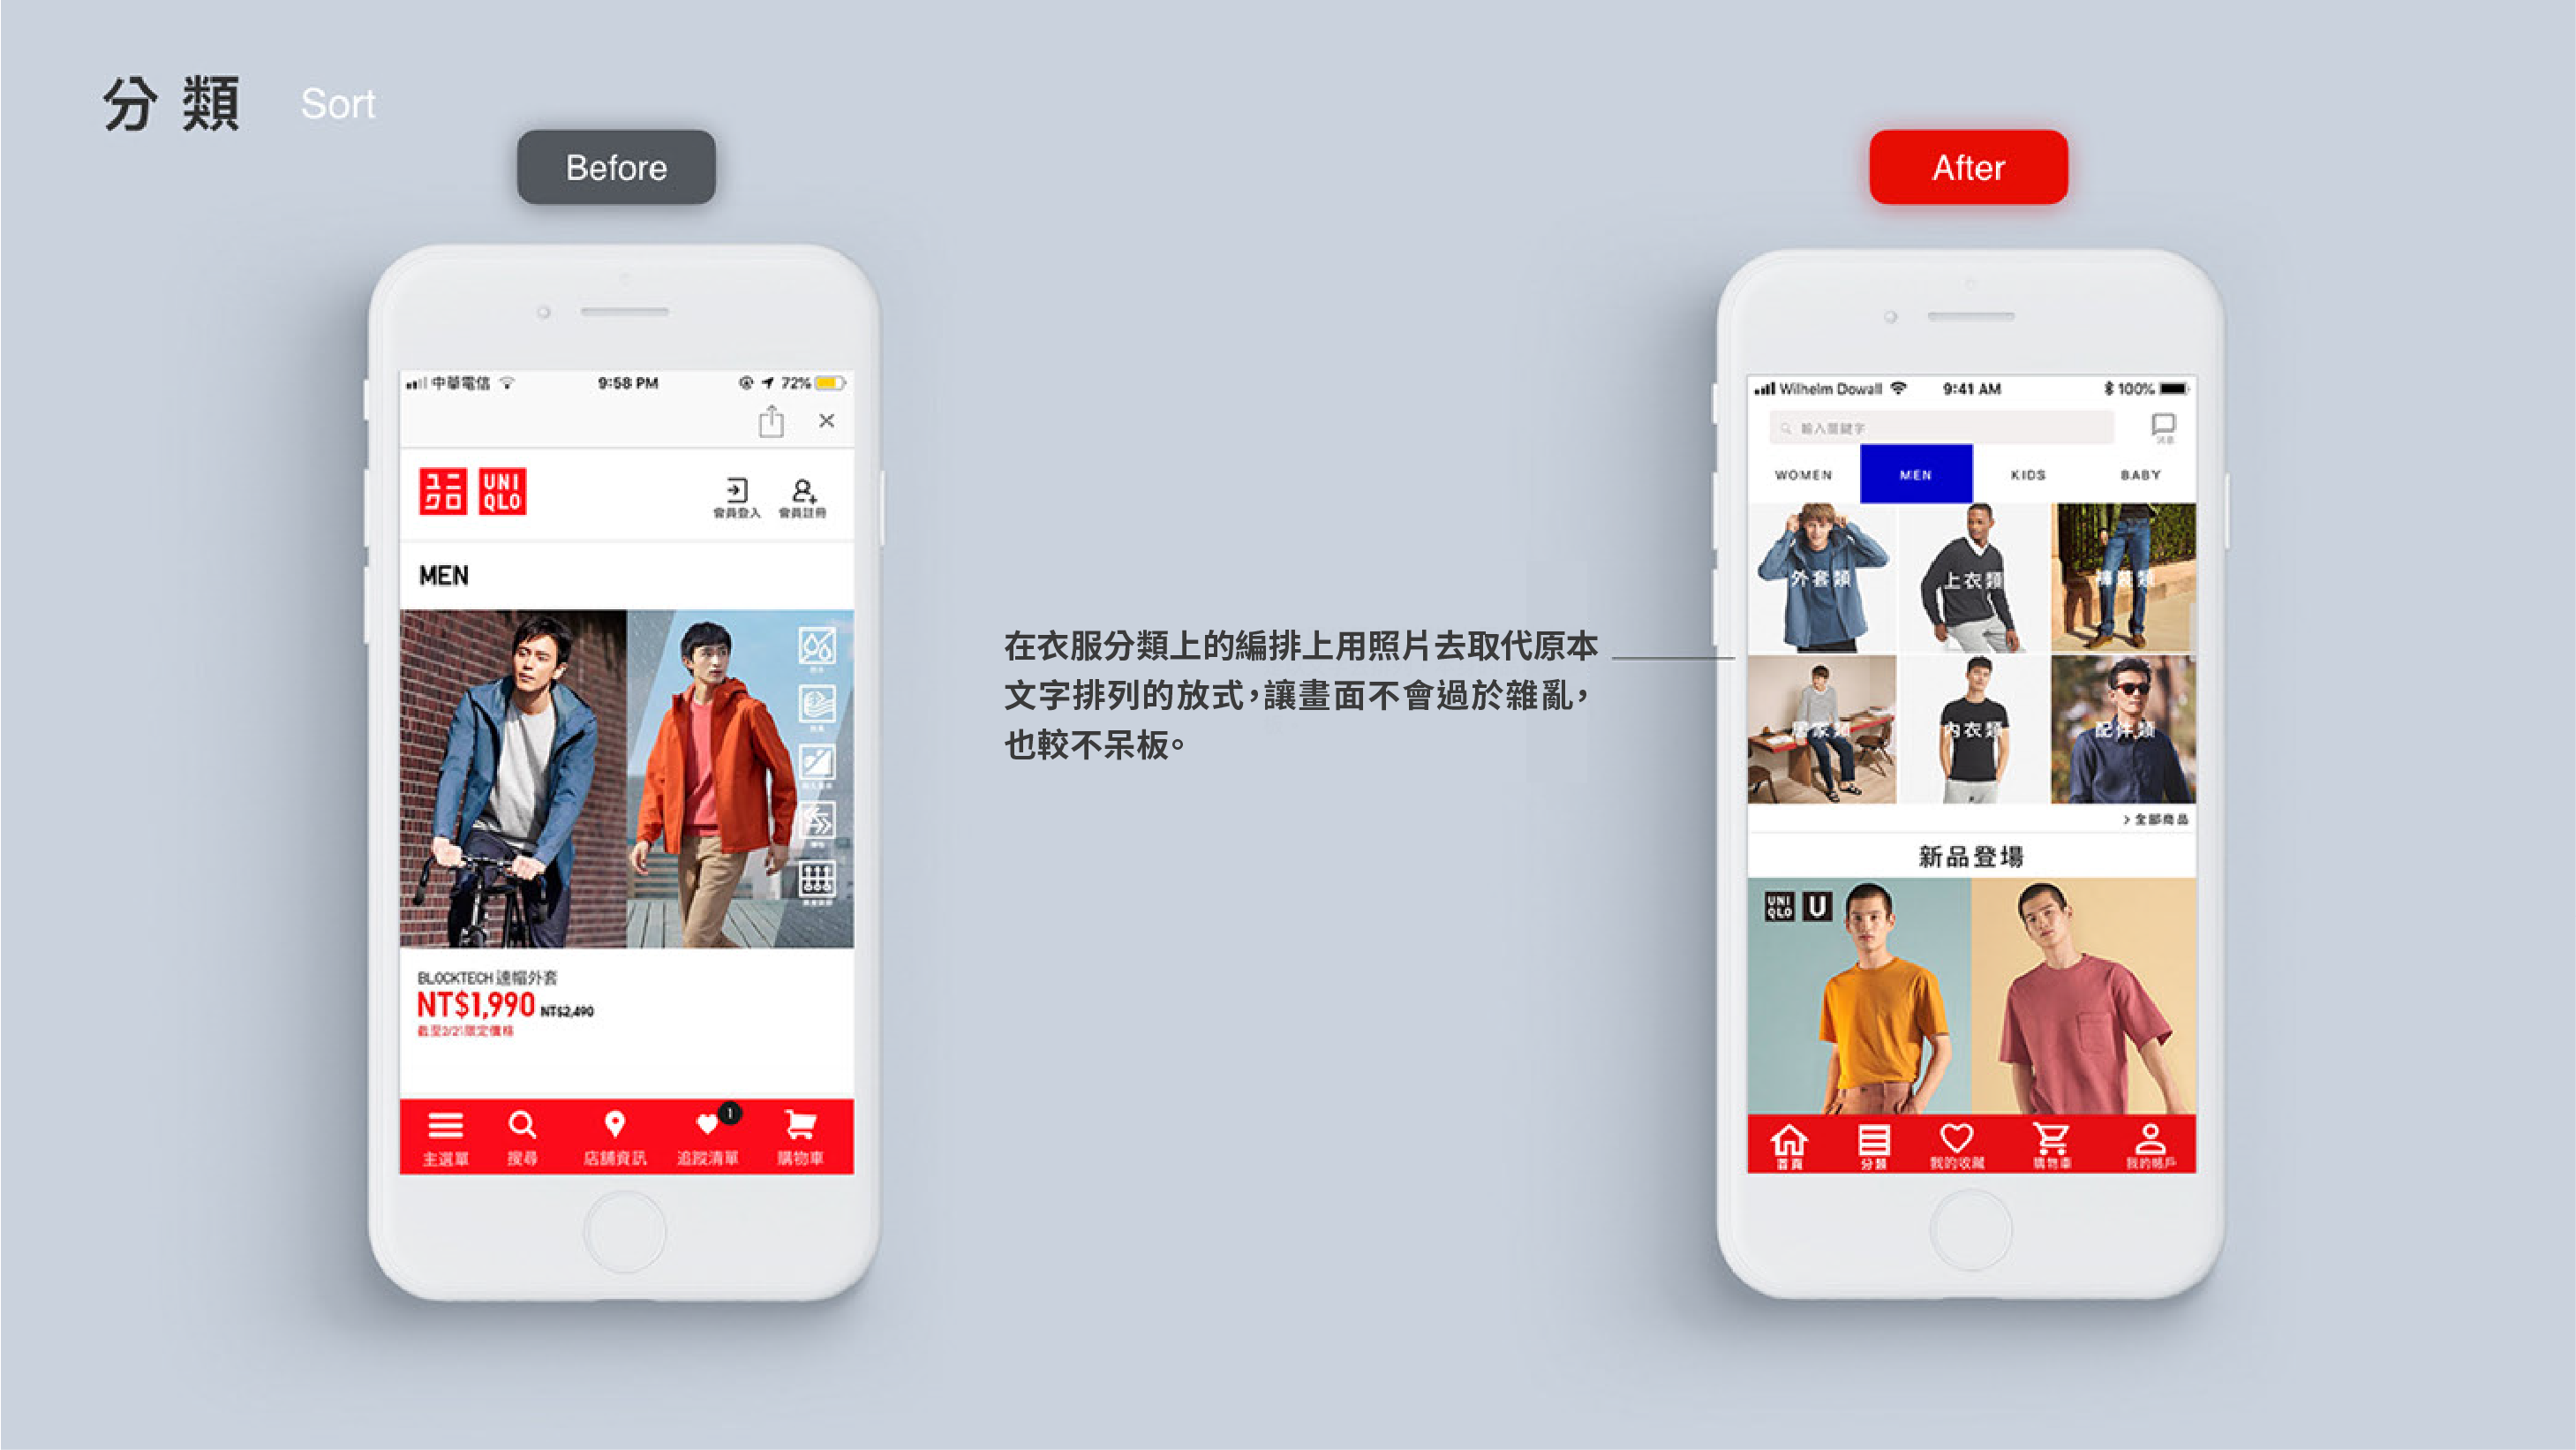 分類 Sort
Before
中華電信 9:58 PM 72%
ユニクロ UNIQLO
會員登入 會員註冊
MEN
BLOCKTECH 連帽外套
NT$1,990 NT$2,490
截至2/21限定價格
1
主選單 搜尋 店舖資訊 追蹤清單 購物車
在衣服分類上的編排上用照片去取代原本
文字排列的放式,讓畫面不會過於雜亂,
也較不呆板。
After
Wilhelm Dowall 9:41 AM 100%
輸入關鍵字
消息
WOMEN MEN KIDS BABY
外套類 上衣類 褲裝類
居家類 內衣類 配件類
> 全部商品
新品登場
UNIQLO U
首頁 分類 我的收藏 購物車 我的帳戶